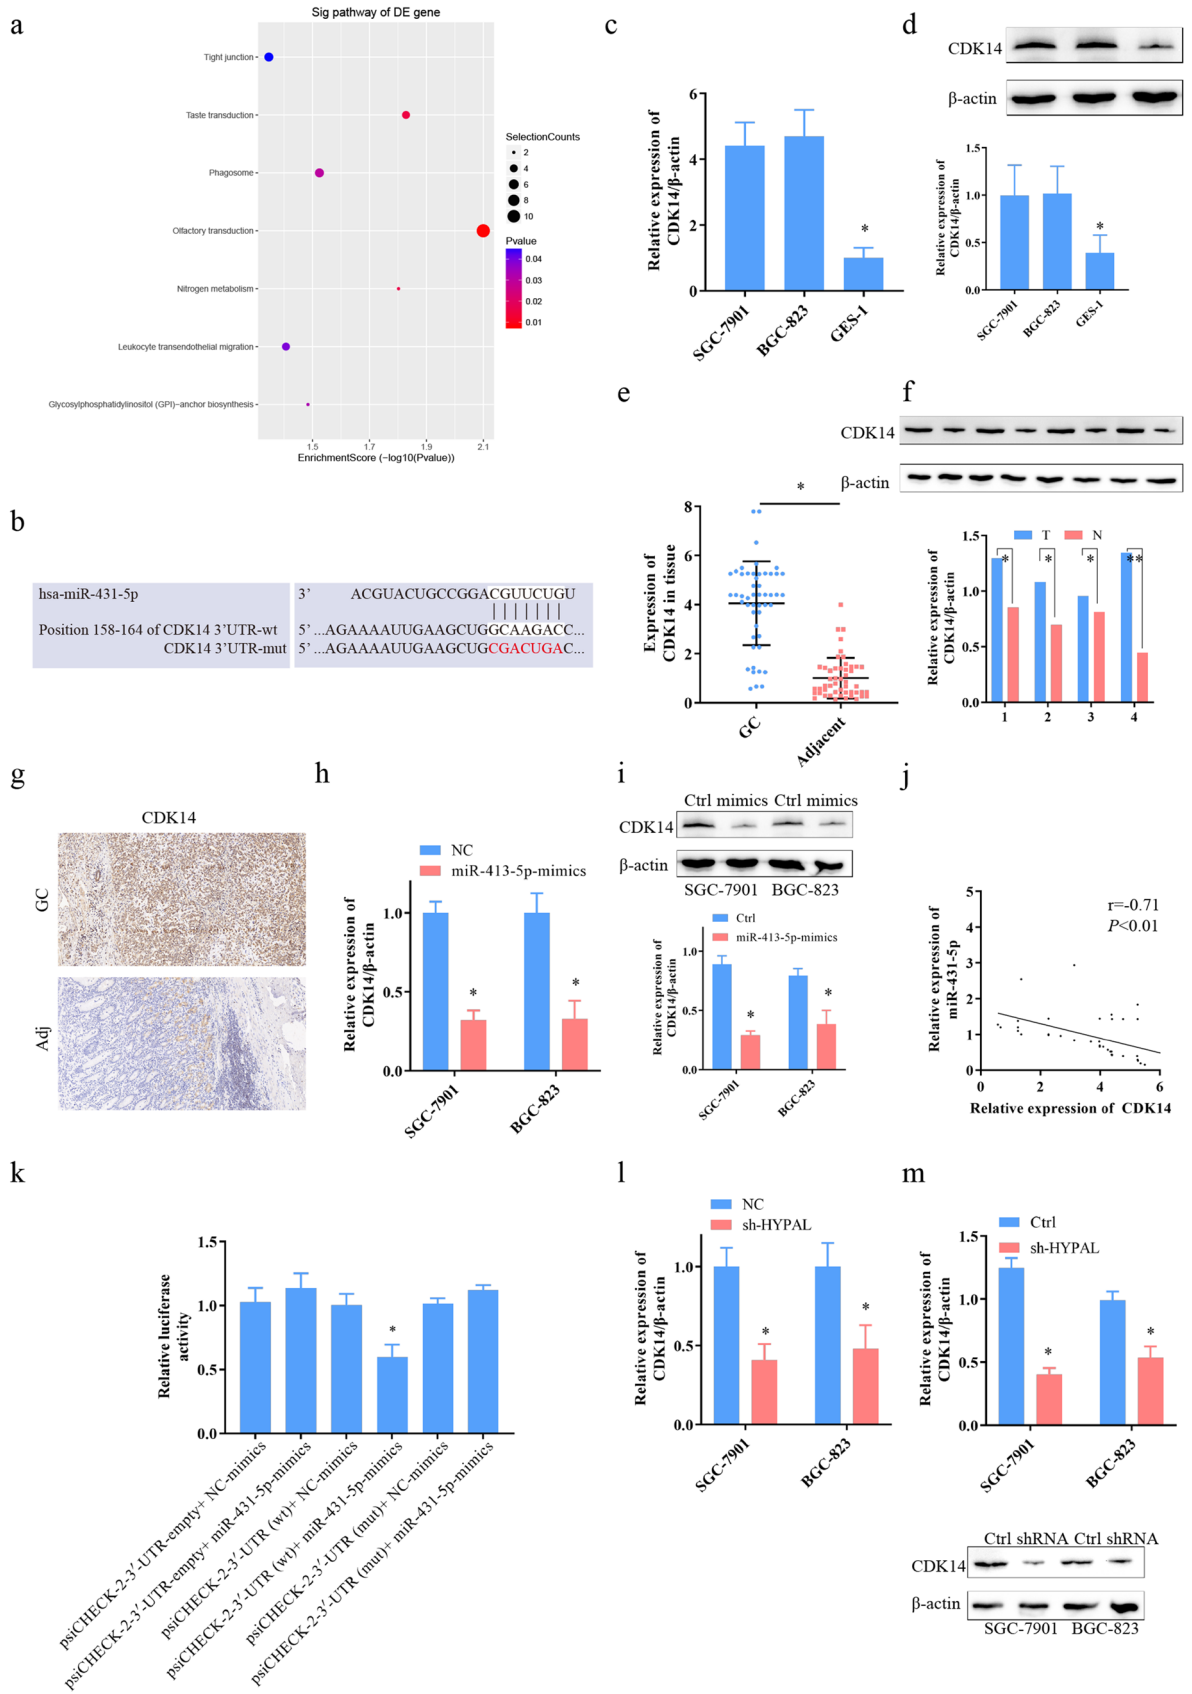 a
Sig pathway of DE gene
Tight junction
Taste transduction
Phagosome
Olfactory transduction
Nitrogen metabolism
Leukocyte transendothelial migration
Glycosylphosphatidylinositol (GPI)−anchor biosynthesis
1.5 1.7 1.9 2.1
EnrichmentScore (−log10(Pvalue))
SelectionCounts
2
4
6
8
10
Pvalue
0.04
0.03
0.02
0.01
b
hsa-miR-431-5p 3’ ACGUACUGCCGGACGUUCUGU
Position 158-164 of CDK14 3’UTR-wt 5’ ...AGAAAAUUGAAGCUGGCAAGACC...
CDK14 3’UTR-mut 5’ ...AGAAAAUUGAAGCUGCGACUGAC...
c
Relative expression of
CDK14/β-actin
6
4
2
0
*
SGC-7901 BGC-823 GES-1
d
CDK14
β-actin
Relative expression of
CDK14/β-actin
1.5
1.0
0.5
0.0
*
SGC-7901 BGC-823 GES-1
e
Expression of
CDK14 in tissue
8
6
4
2
0
*
GC Adjacent
f
CDK14
β-actin
T N
Relative expression of
CDK14/β-actin
1.5
1.0
0.5
0.0
* * * **
1 2 3 4
g
CDK14
GC
Adj
h
NC
miR-413-5p-mimics
Relative expression of
CDK14/β-actin
1.0
0.5
0.0
* *
SGC-7901 BGC-823
i
Ctrl mimics Ctrl mimics
CDK14
β-actin
SGC-7901 BGC-823
Ctrl
miR-413-5p-mimics
Relative expression of
CDK14/β-actin
0.9
0.6
0.3
0.0
* *
SGC-7901 BGC-823
j
r=-0.71
P<0.01
Relative expression of
miR-431-5p
5
4
3
2
1
0
0 2 4 6
Relative expression of CDK14
k
Relative luciferase
activity
1.5
1.0
0.5
0.0
*
psiCHECK-2-3′-UTR-empty+ NC-mimics
psiCHECK-2-3′-UTR-empty+ miR-431-5p-mimics
psiCHECK-2-3′-UTR (wt)+ NC-mimics
psiCHECK-2-3′-UTR (wt)+ miR-431-5p-mimics
psiCHECK-2-3′-UTR (mut)+ NC-mimics
psiCHECK-2-3′-UTR (mut)+ miR-431-5p-mimics
l
NC
sh-HYPAL
Relative expression of
CDK14/β-actin
1.0
0.5
0.0
* *
SGC-7901 BGC-823
m
Ctrl
sh-HYPAL
Relative expression of
CDK14/β-actin
1.5
1.0
0.5
0.0
* *
SGC-7901 BGC-823
Ctrl shRNA Ctrl shRNA
CDK14
β-actin
SGC-7901 BGC-823